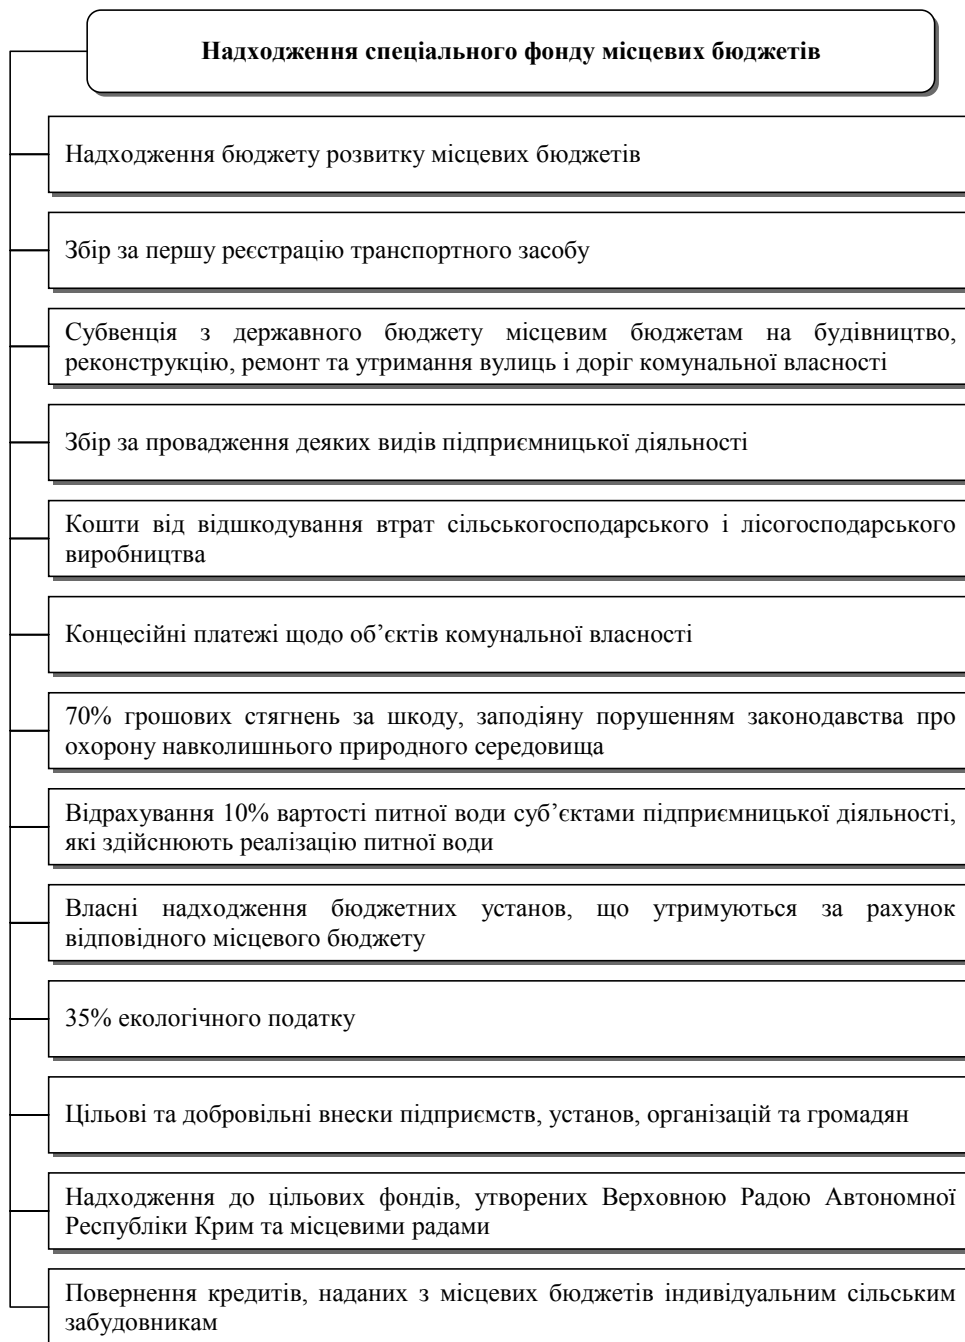 Надходження спеціального фонду місцевих бюджетів
Надходження бюджету розвитку місцевих бюджетів
Збір за першу реєстрацію транспортного засобу
Субвенція з державного бюджету місцевим бюджетам на будівництво,
реконструкцію, ремонт та утримання вулиць і доріг комунальної власності
Збір за провадження деяких видів підприємницької діяльності
Кошти від відшкодування втрат сільськогосподарського і лісогосподарського
виробництва
Концесійні платежі щодо об’єктів комунальної власності
70% грошових стягнень за шкоду, заподіяну порушенням законодавства про
охорону навколишнього природного середовища
Відрахування 10% вартості питної води суб’єктами підприємницької діяльності,
які здійснюють реалізацію питної води
Власні надходження бюджетних установ, що утримуються за рахунок
відповідного місцевого бюджету
35% екологічного податку
Цільові та добровільні внески підприємств, установ, організацій та громадян
Надходження до цільових фондів, утворених Верховною Радою Автономної
Республіки Крим та місцевими радами
Повернення кредитів, наданих з місцевих бюджетів індивідуальним сільським
забудовникам